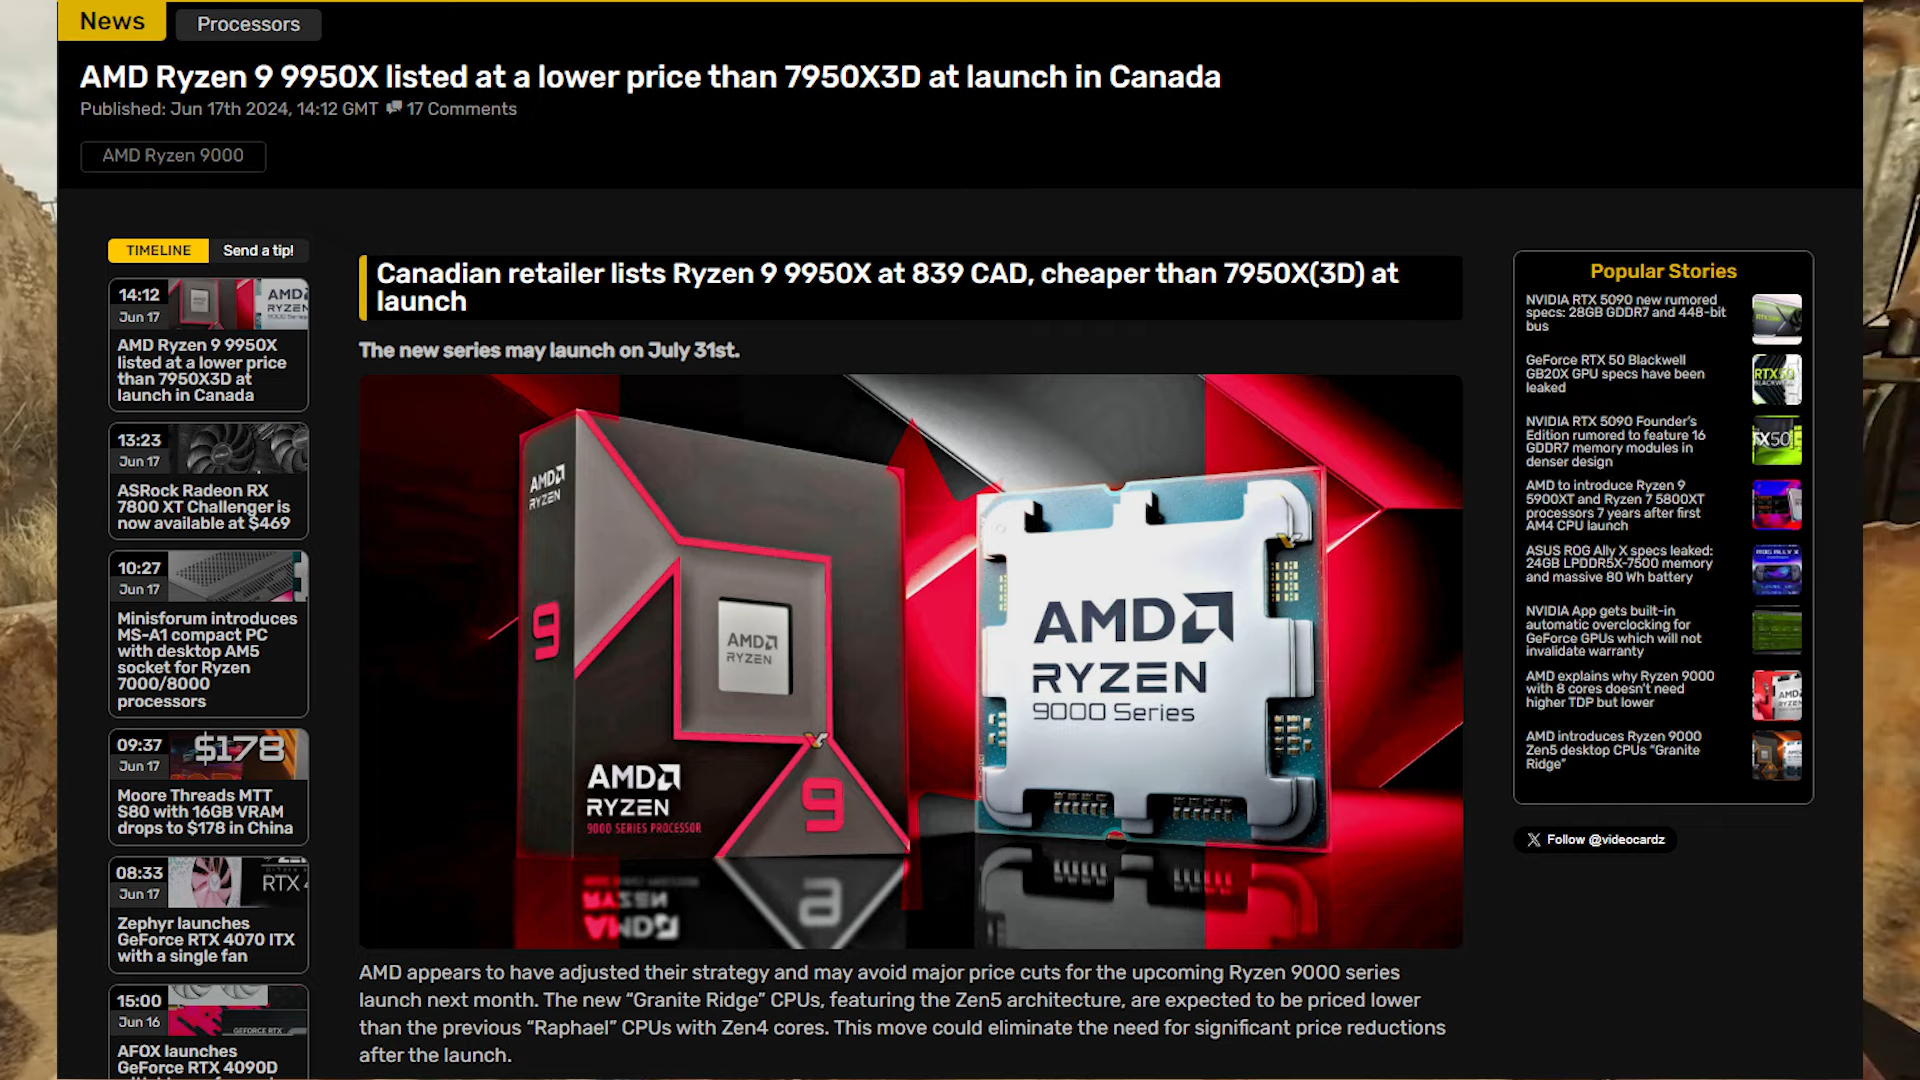 News
Processors
AMD Ryzen 9 9950X listed at a lower price than 7950X3D at launch in Canada
Published: Jun 17th 2024, 14:12 GMT 17 Comments
AMD Ryzen 9000
TIMELINE
Send a tip!
14:12
Jun 17
AMD Ryzen 9 9950X
listed at a lower price
than 7950X3D at
launch in Canada
13:23
Jun 17
ASRock Radeon RX
7800 XT Challenger is
now available at $469
10:27
Jun 17
Minisforum introduces
MS-A1 compact PC
with desktop AM5
socket for Ryzen
7000/8000
processors
09:37
Jun 17
$178
Moore Threads MTT
S80 with 16GB VRAM
drops to $178 in China
08:33
Jun 17
RTX
Zephyr launches
GeForce RTX 4070 ITX
with a single fan
15:00
Jun 16
GEFORCE RTX
AFOX launches
GeForce RTX 4090D
Canadian retailer lists Ryzen 9 9950X at 839 CAD, cheaper than 7950X(3D) at
launch
The new series may launch on July 31st.
AMD
RYZEN
9
AMD
RYZEN
AMD
RYZEN
9000 SERIES PROCESSOR
9
AMD
RYZEN
9000 Series
AMD appears to have adjusted their strategy and may avoid major price cuts for the upcoming Ryzen 9000 series
launch next month. The new “Granite Ridge” CPUs, featuring the Zen5 architecture, are expected to be priced lower
than the previous “Raphael” CPUs with Zen4 cores. This move could eliminate the need for significant price reductions
after the launch.
Popular Stories
NVIDIA RTX 5090 new rumored
specs: 28GB GDDR7 and 448-bit
bus
GeForce RTX 50 Blackwell
GB20X GPU specs have been
leaked
NVIDIA RTX 5090 Founder's
Edition rumored to feature 16
GDDR7 memory modules in
denser design
AMD to introduce Ryzen 9
5900XT and Ryzen 7 5800XT
processors 7 years after first
AM4 CPU launch
ASUS ROG Ally X specs leaked:
24GB LPDDR5X-7500 memory
and massive 80 Wh battery
NVIDIA App gets built-in
automatic overclocking for
GeForce GPUs which will not
invalidate warranty
AMD explains why Ryzen 9000
with 8 cores doesn't need
higher TDP but lower
AMD introduces Ryzen 9000
Zen5 desktop CPUs “Granite
Ridge”
Follow @videocardz